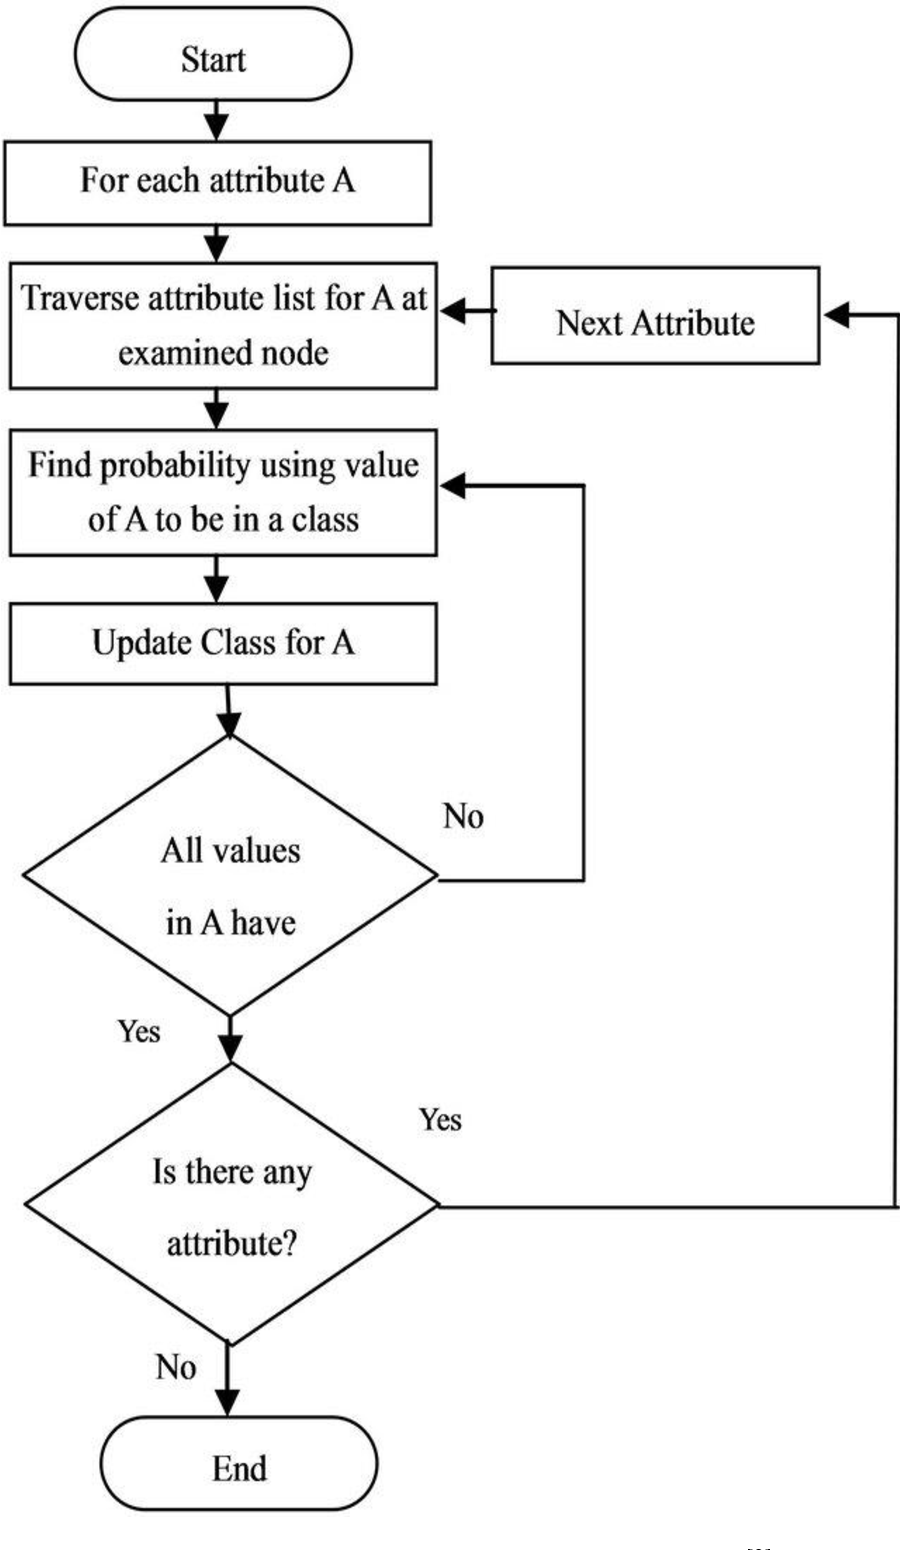 Start
For each attribute A
Traverse attribute list for A at
examined node
Next Attribute
Find probability using value
of A to be in a class
Update Class for A
No
All values
in A have
Yes
Yes
Is there any
attribute?
No
End